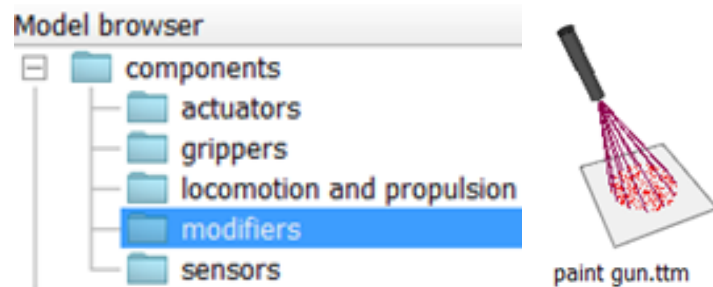 Model browser
components
actuators
grippers
locomotion and propulsion
modifiers
sensors
paint gun.ttm